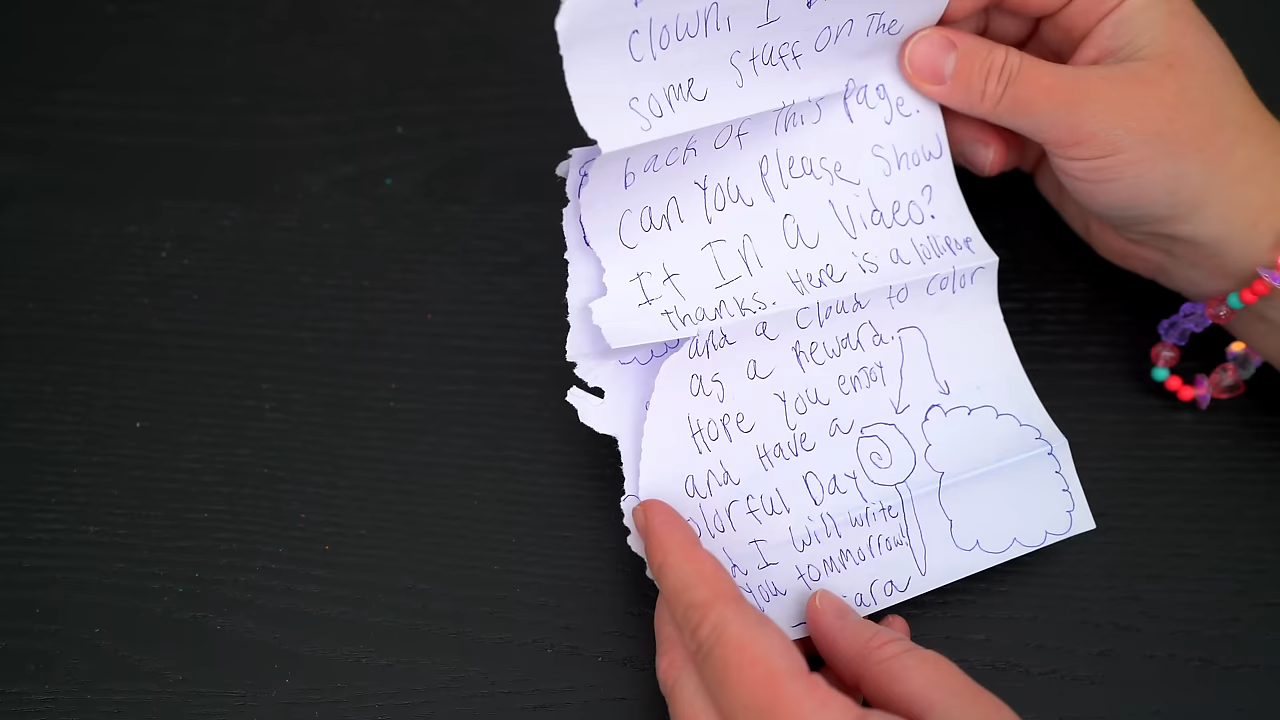 clown, I
some stuff on the
back of this page.
can you please show
It In a video?
thanks. Here is a lollipop
and a cloud to color
as a reward.
Hope you enjoy
and Have a
olorful Day
d I will write
you tommorrow!
ara